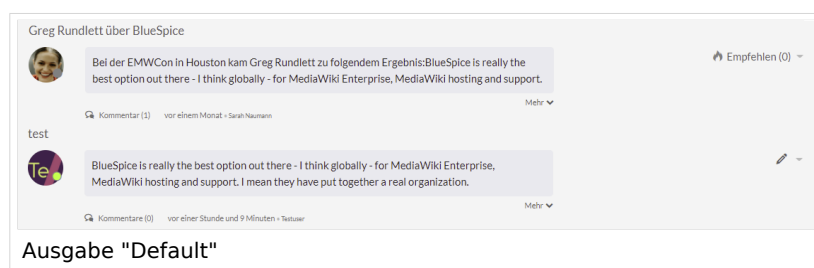 Greg Rundlett über BlueSpice
Bei der EMWCon in Houston kam Greg Rundlett zu folgendem Ergebnis:BlueSpice is really the
best option out there - I think globally - for MediaWiki Enterprise, MediaWiki hosting and support.
Empfehlen (0)
Mehr
Kommentar (1) vor einem Monat • Sarah Naumann
test
Te
BlueSpice is really the best option out there - I think globally - for MediaWiki Enterprise,
MediaWiki hosting and support. I mean they have put together a real organization.
Mehr
Kommentare (0) vor einer Stunde und 9 Minuten • Testuser
Ausgabe "Default"